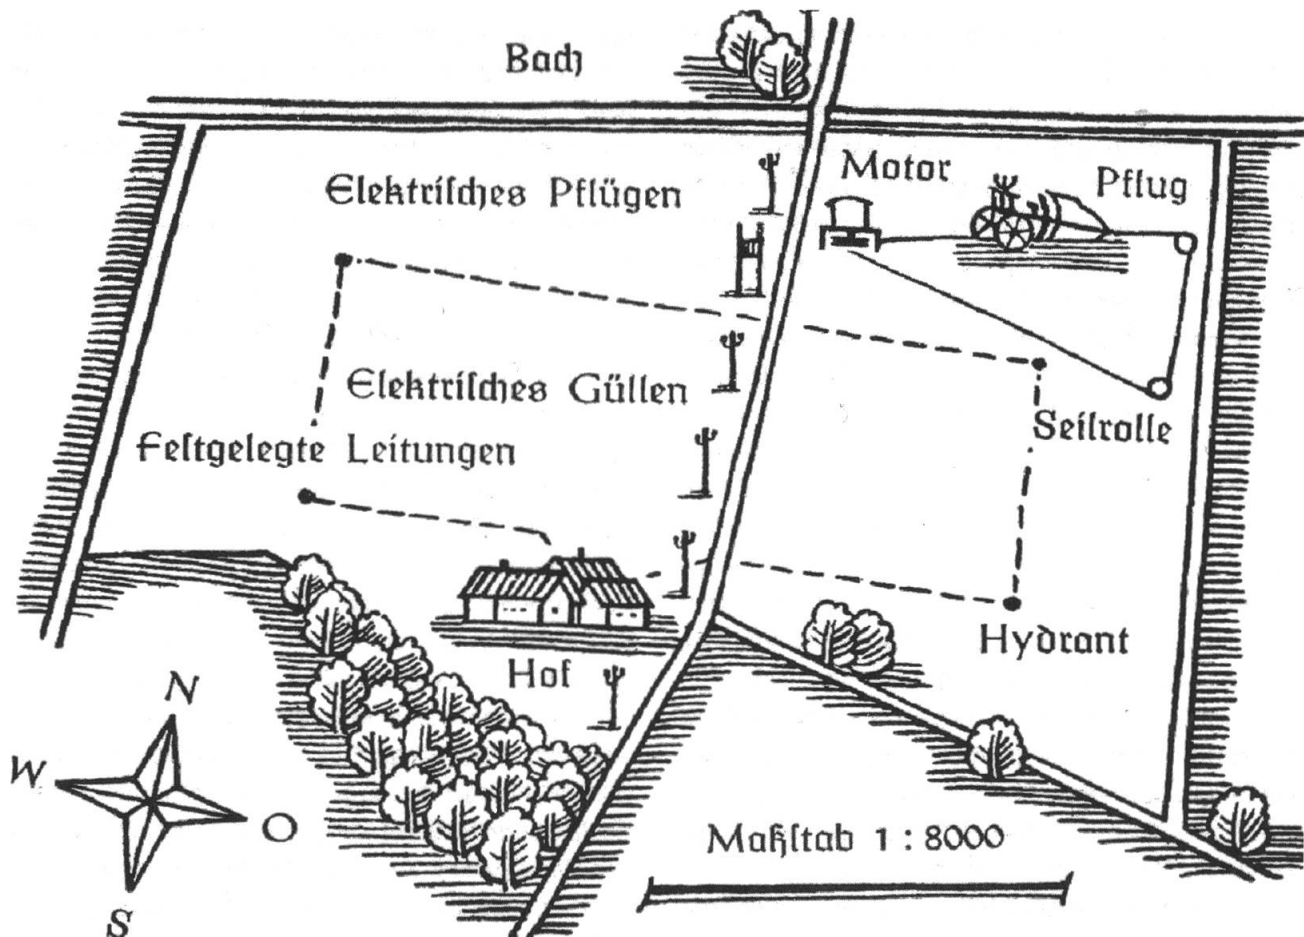 Bach
Motor
Pflug
Elektrisches Pflügen
Elektrisches Güllen
Festgelegte Leitungen
Seilrolle
Hydrant
Hof
N
W
O
S
Maßstab 1 : 8000